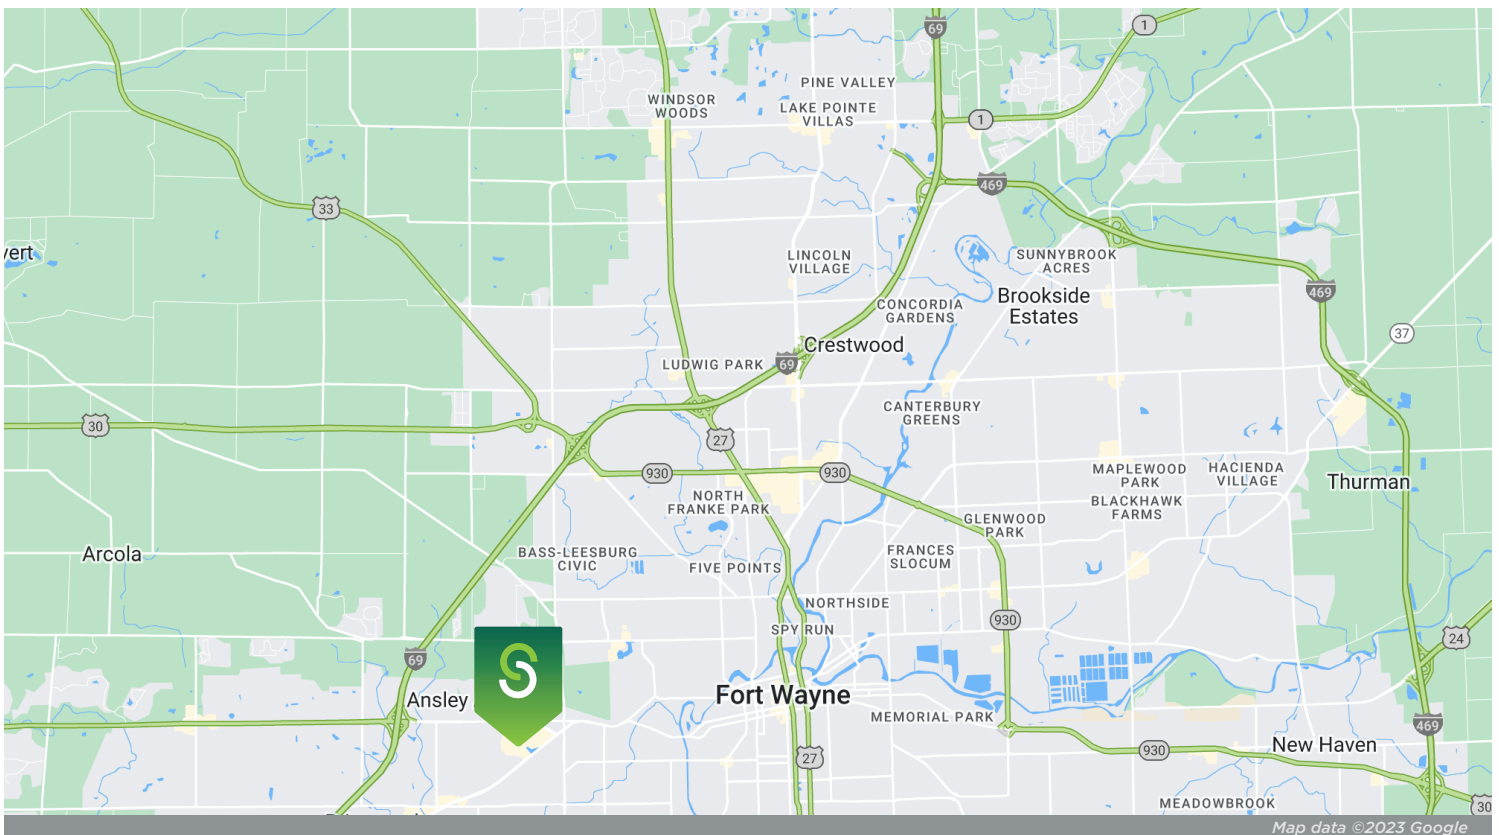 69
1
PINE VALLEY
WINDSOR
WOODS
LAKE POINTE
VILLAS
1
469
33
vert
LINCOLN
VILLAGE
SUNNYBROOK
ACRES
Brookside
Estates
469
CONCORDIA
GARDENS
37
Crestwood
LUDWIG PARK
69
CANTERBURY
GREENS
30
27
930
930
MAPLEWOOD
PARK
HACIENDA
VILLAGE
Thurman
NORTH
FRANKE PARK
BLACKHAWK
FARMS
GLENWOOD
PARK
Arcola
BASS-LEESBURG
CIVIC
FIVE POINTS
FRANCES
SLOCUM
NORTHSIDE
930
SPY RUN
24
69
S
Ansley
Fort Wayne
MEMORIAL PARK
469
New Haven
930
27
MEADOWBROOK
30
Map data ©2023 Google